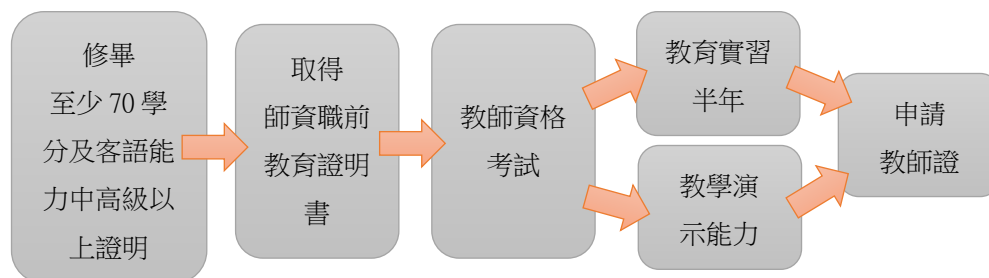 修畢
至少 70 學
分及客語能
力中高級以
上證明
取得
師資職前
教育證明
書
教師資格
考試
教育實習
半年
教學演
示能力
申請
教師證